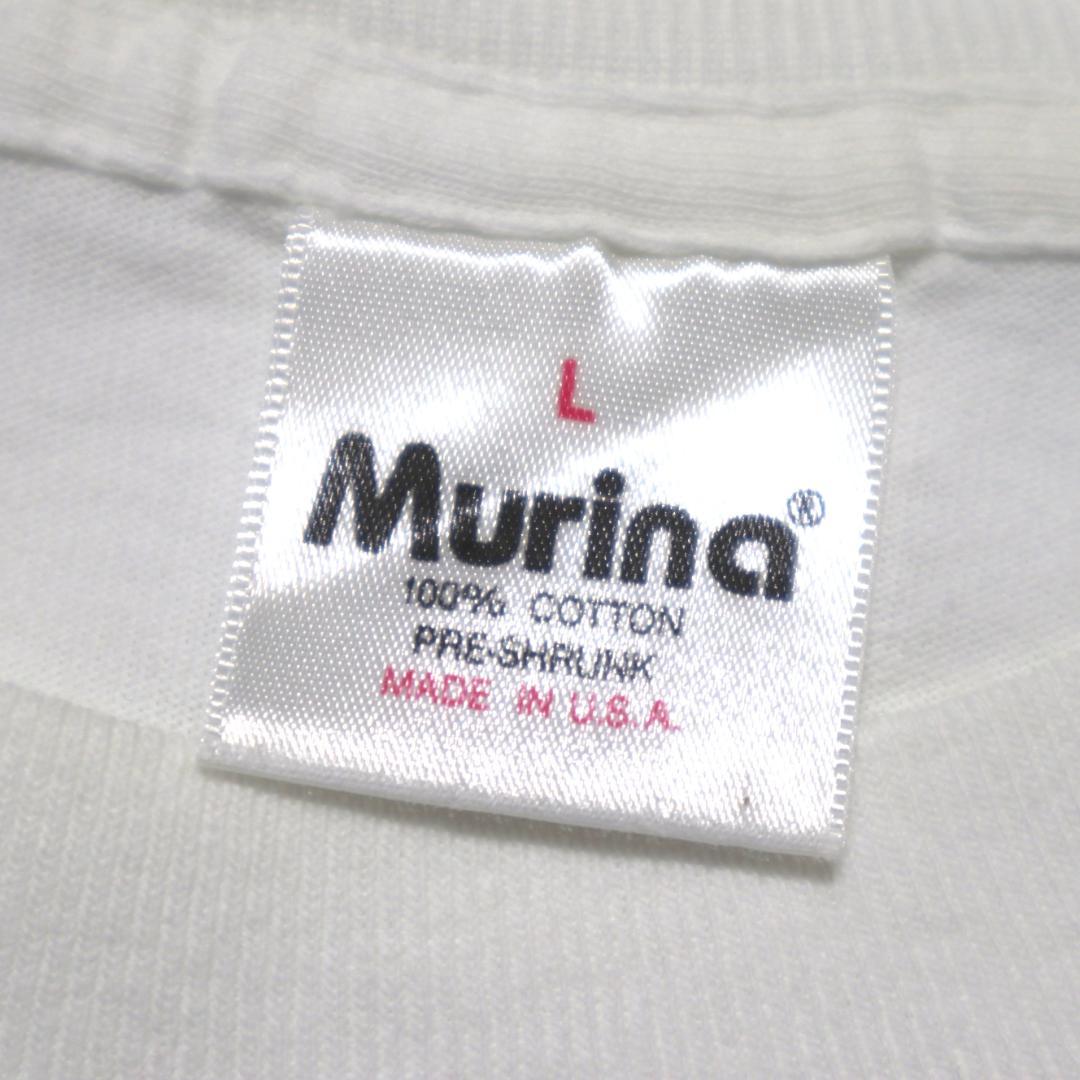 L
Murina®
100% COTTON
PRE-SHRUNK
MADE IN U.S.A.